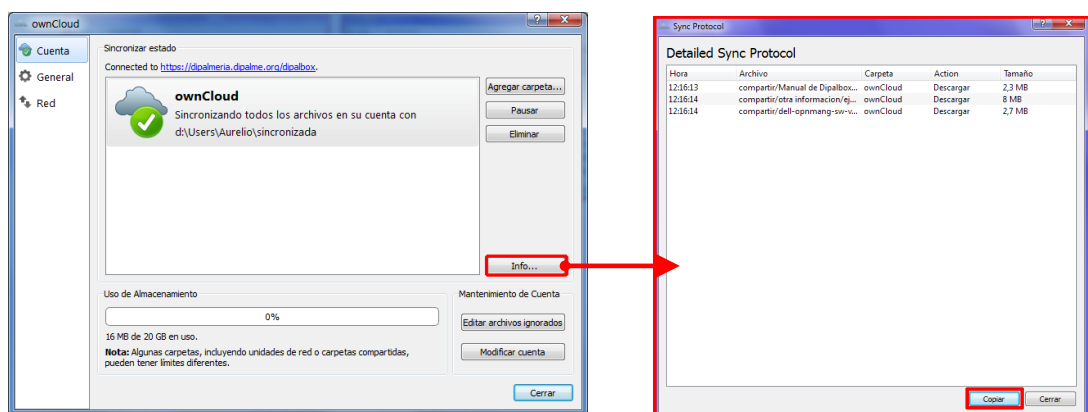 ownCloud
Cuenta
General
Red
Sincronizar estado
Connected to https://dipalmeria.dipalme.org/dipalbox.
ownCloud
Sincronizando todos los archivos en su cuenta con
d:\Users\Aurelio\sincronizada
Agregar carpeta...
Pausar
Eliminar
Info...
Uso de Almacenamiento
0%
16 MB de 20 GB en uso.
Nota: Algunas carpetas, incluyendo unidades de red o carpetas compartidas,
pueden tener límites diferentes.
Mantenimiento de Cuenta
Editar archivos ignorados
Modificar cuenta
Cerrar
Sync Protocol
Detailed Sync Protocol
Hora Archivo Carpeta Action Tamaño
12:16:13 compartir/Manual de Dipalbox... ownCloud Descargar 2,3 MB
12:16:14 compartir/otra informacion/ej... ownCloud Descargar 8 MB
12:16:14 compartir/dell-opnmang-sw-v... ownCloud Descargar 2,7 MB
Copiar
Cerrar